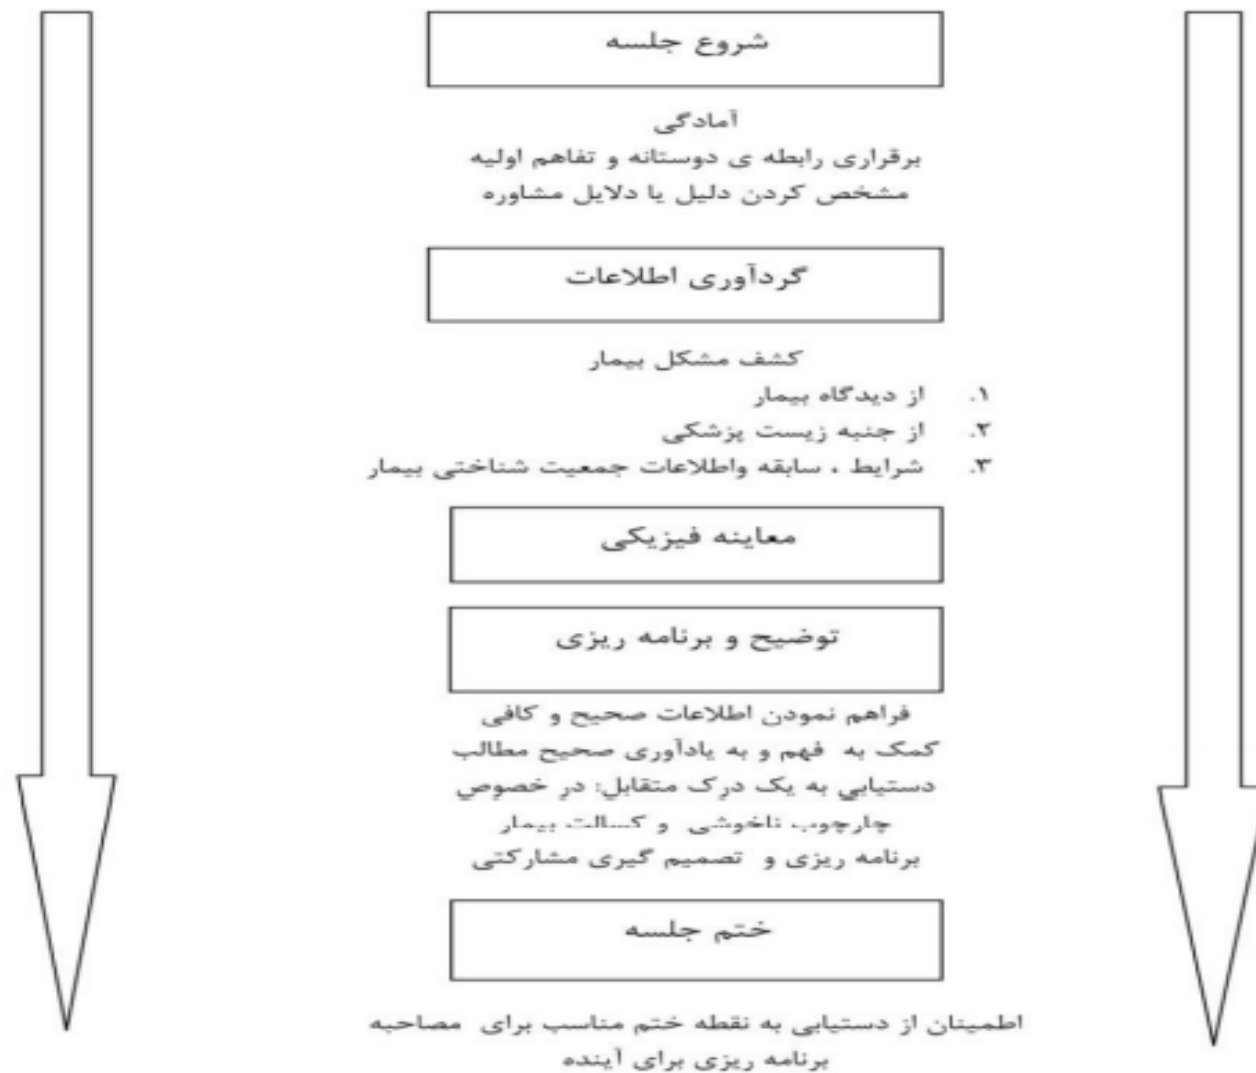 شروع جلسه
آمادگی
برقراری رابطه ی دوستانه و تفاهم اولیه
مشخص کردن دلیل یا دلایل مشاوره
گردآوری اطلاعات
کشف مشکل بیمار
۱. از دیدگاه بیمار
۲. از جنبه زیست پزشکی
۳. شرایط ، سابقه واطلاعات جمعیت شناختی بیمار
معاینه فیزیکی
توضیح و برنامه ریزی
فراهم نمودن اطلاعات صحیح و کافی
کمک به فهم و به یادآوری صحیح مطالب
دستیابی به یک درک متقابل: در خصوص
چارچوب ناخوشی و کسالت بیمار
برنامه ریزی و تصمیم گیری مشارکتی
ختم جلسه
اطمینان از دستیابی به نقطه ختم مناسب برای مصاحبه
برنامه ریزی برای آینده